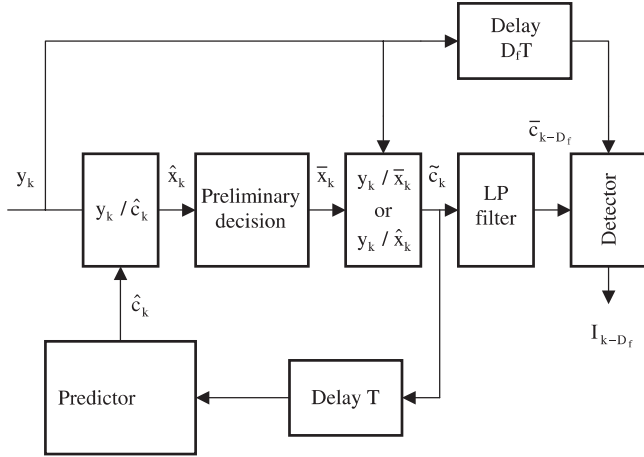 Delay
D_fT
c̄_{k−D_f}
y_k
x̂_k
x̄_k
c̃_k
y_k / ĉ_k
Preliminary
decision
y_k / x̄_k
or
y_k / x̂_k
LP
filter
Detector
ĉ_k
I_{k−D_f}
Predictor
Delay T